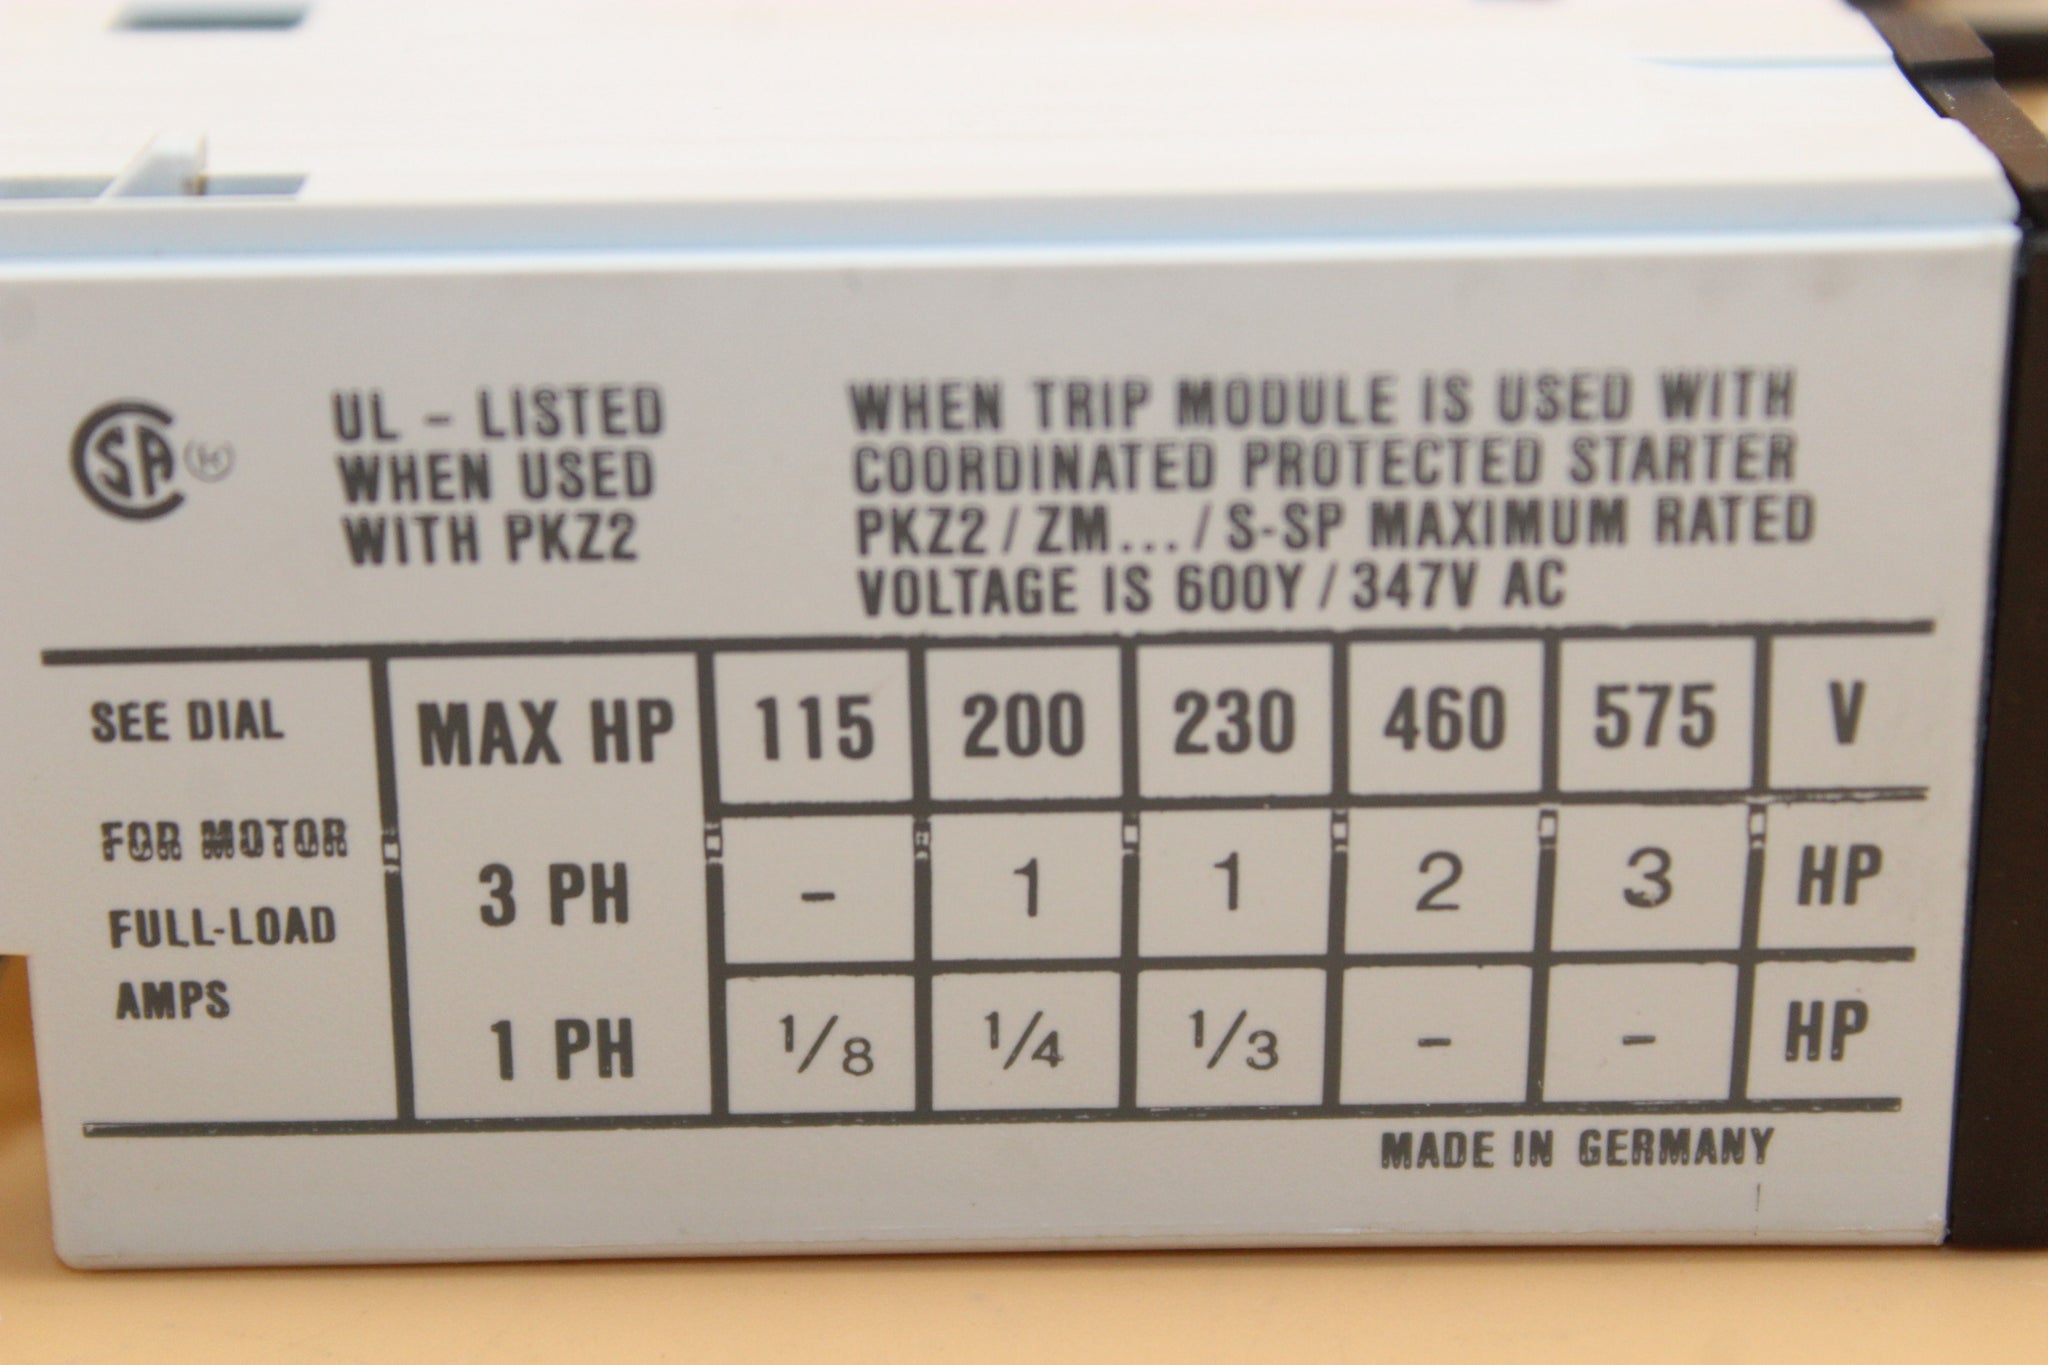 SA
UL - LISTED
WHEN USED
WITH PKZ2
WHEN TRIP MODULE IS USED WITH
COORDINATED PROTECTED STARTER
PKZ2 / ZM... / S-SP MAXIMUM RATED
VOLTAGE IS 600Y / 347V AC
SEE DIAL
FOR MOTOR
FULL-LOAD
AMPS
MAX HP 115 200 230 460 575 V
3 PH - 1 1 2 3 HP
1 PH 1/8 1/4 1/3 - - HP
MADE IN GERMANY